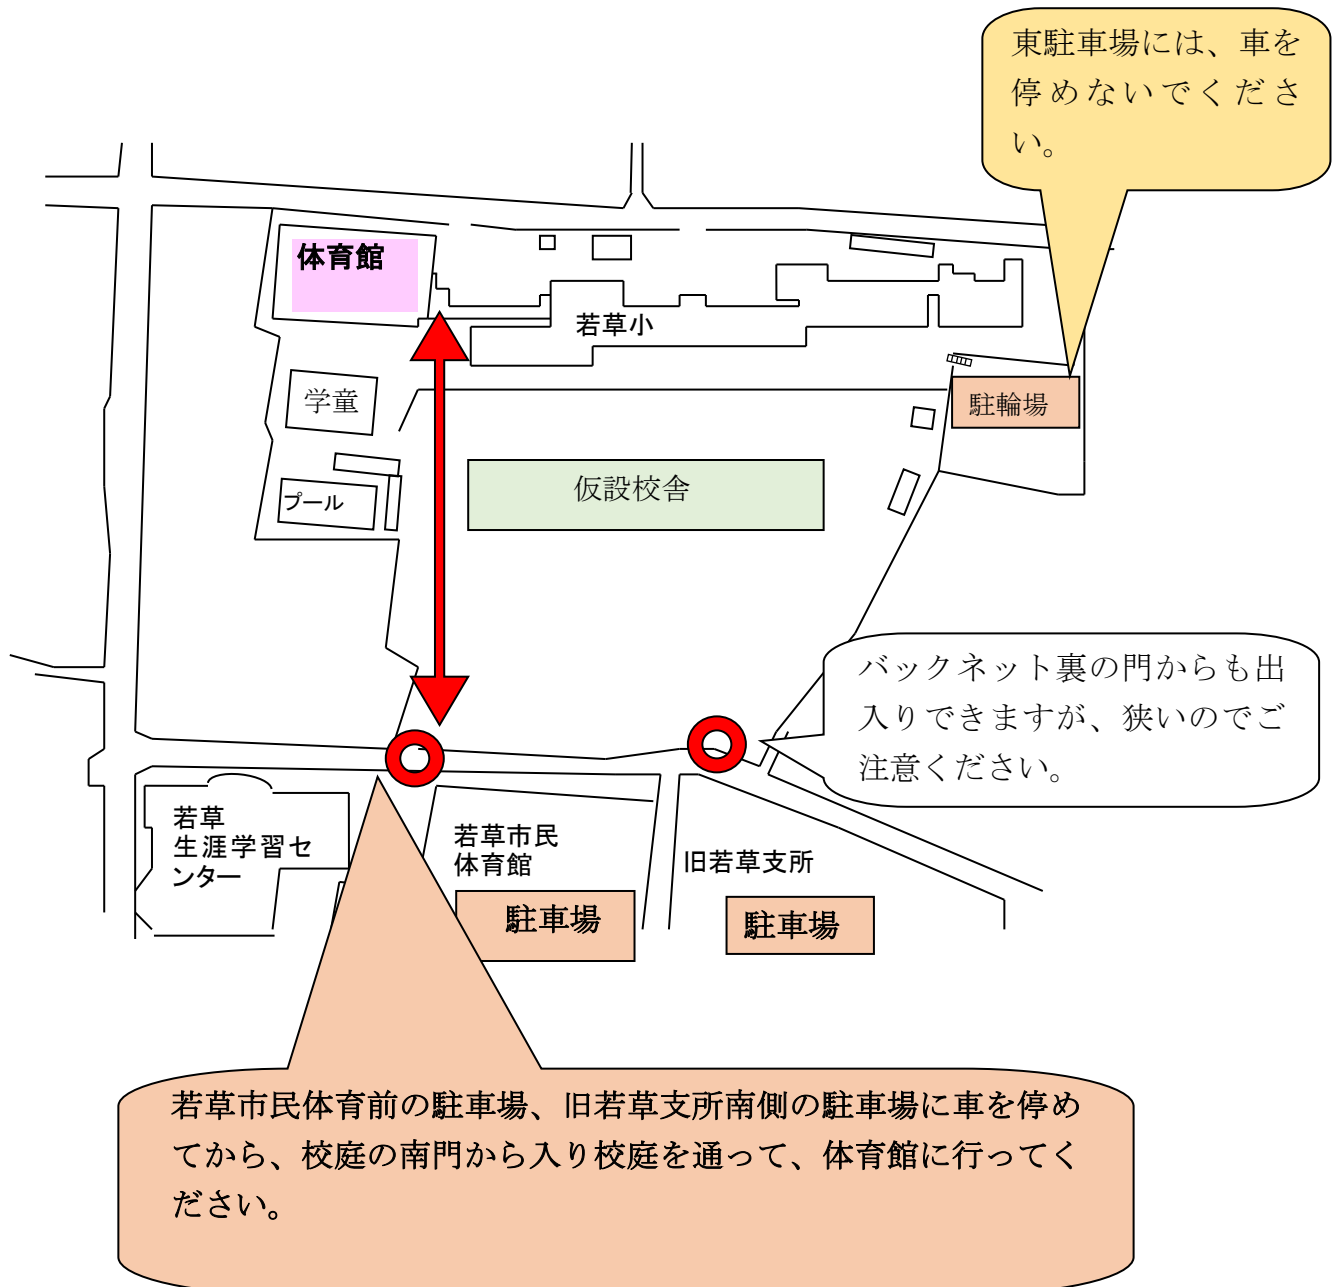 東駐車場には、車を
停めないでくださ
い。
体育館
若草小
学童
駐輪場
プール
仮設校舎
バックネット裏の門からも出
入りできますが、狭いのでご
注意ください。
若草
生涯学習セ
ンター
若草市民
体育館
旧若草支所
駐車場
駐車場
若草市民体育前の駐車場、旧若草支所南側の駐車場に車を停め
てから、校庭の南門から入り校庭を通って、体育館に行ってく
ださい。